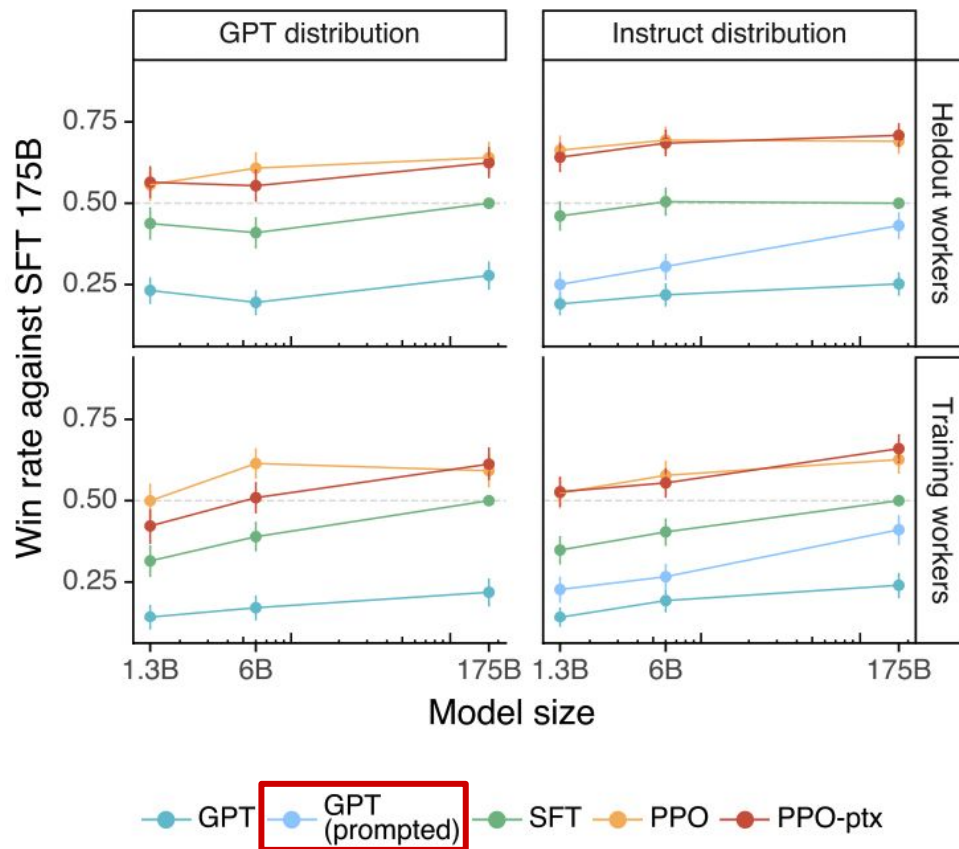 GPT distribution
Instruct distribution
Win rate against SFT 175B
0.75
0.50
0.25
Heldout workers
0.75
0.50
0.25
Training workers
1.3B 6B 175B
1.3B 6B 175B
Model size
GPT
GPT
(prompted)
SFT
PPO
PPO-ptx